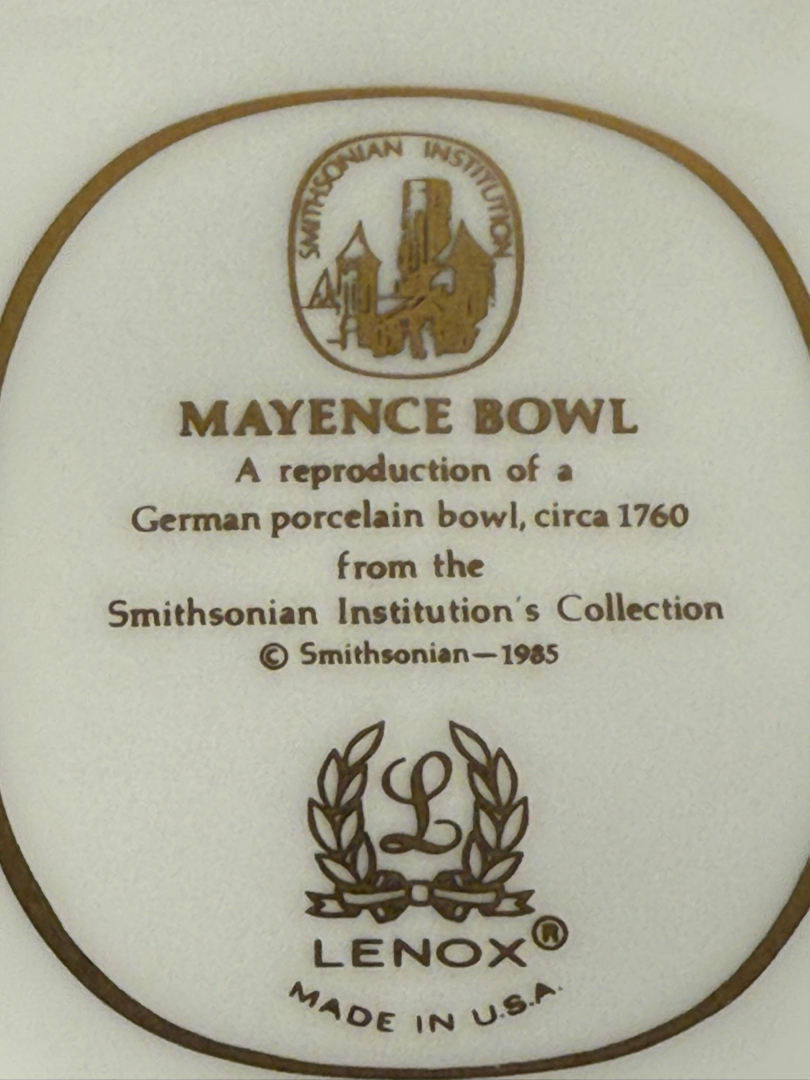 SMITHSONIAN INSTITUTION
MAYENCE BOWL
A reproduction of a
German porcelain bowl, circa 1760
from the
Smithsonian Institution's Collection
© Smithsonian—1985
L
LENOX®
MADE IN U.S.A.